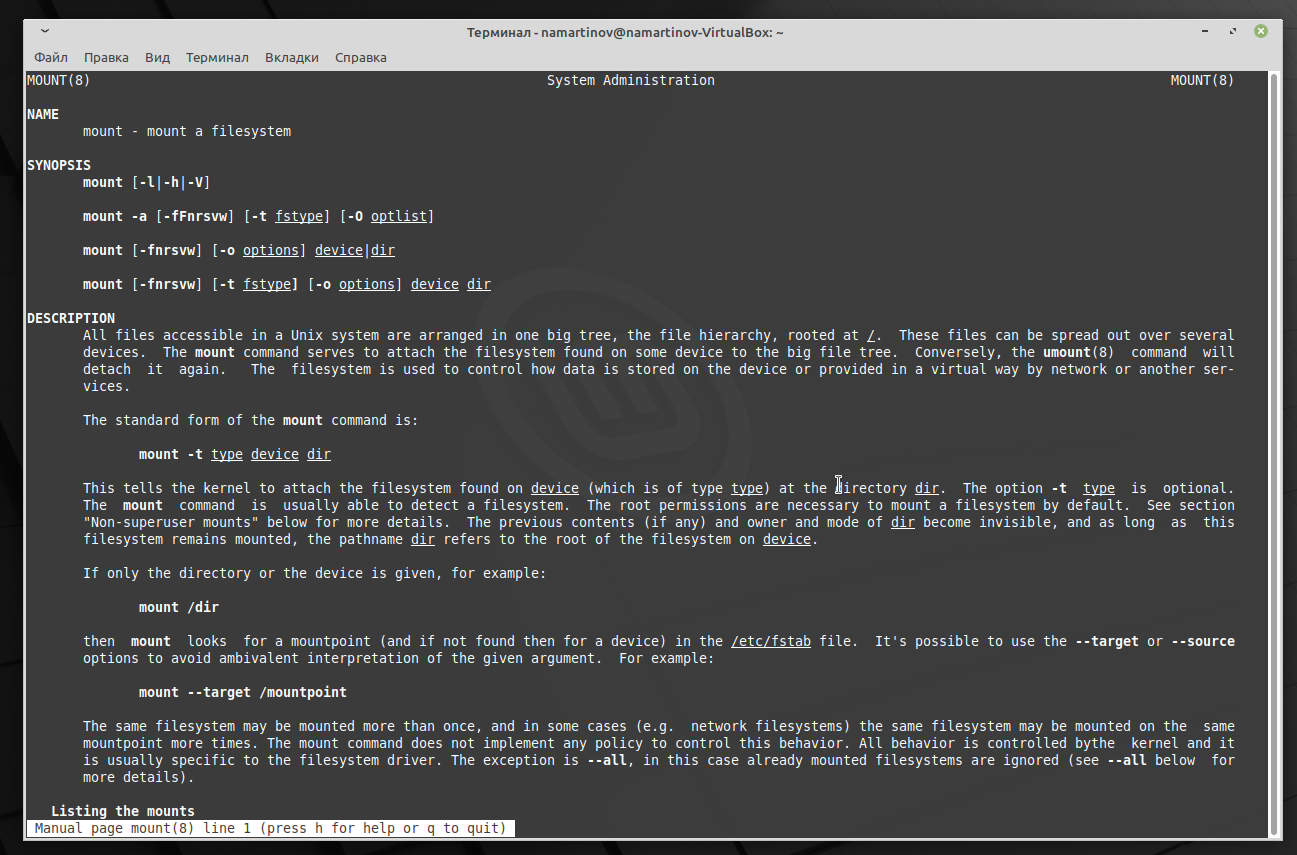 Терминал - namartinov@namartinov-VirtualBox: ~
Файл Правка Вид Терминал Вкладки Справка
MOUNT(8) System Administration MOUNT(8)
NAME
mount - mount a filesystem
SYNOPSIS
mount [-l|-h|-V]
mount -a [-fFnrsvw] [-t fstype] [-O optlist]
mount [-fnrsvw] [-o options] device|dir
mount [-fnrsvw] [-t fstype] [-o options] device dir
DESCRIPTION
All files accessible in a Unix system are arranged in one big tree, the file hierarchy, rooted at /. These files can be spread out over several
devices. The mount command serves to attach the filesystem found on some device to the big file tree. Conversely, the umount(8) command will
detach it again. The filesystem is used to control how data is stored on the device or provided in a virtual way by network or another ser-
vices.
The standard form of the mount command is:
mount -t type device dir
This tells the kernel to attach the filesystem found on device (which is of type type) at the directory dir. The option -t type is optional.
The mount command is usually able to detect a filesystem. The root permissions are necessary to mount a filesystem by default. See section
"Non-superuser mounts" below for more details. The previous contents (if any) and owner and mode of dir become invisible, and as long as this
filesystem remains mounted, the pathname dir refers to the root of the filesystem on device.
If only the directory or the device is given, for example:
mount /dir
then mount looks for a mountpoint (and if not found then for a device) in the /etc/fstab file. It's possible to use the --target or --source
options to avoid ambivalent interpretation of the given argument. For example:
mount --target /mountpoint
The same filesystem may be mounted more than once, and in some cases (e.g. network filesystems) the same filesystem may be mounted on the same
mountpoint more times. The mount command does not implement any policy to control this behavior. All behavior is controlled bythe kernel and it
is usually specific to the filesystem driver. The exception is --all, in this case already mounted filesystems are ignored (see --all below for
more details).
Listing the mounts
Manual page mount(8) line 1 (press h for help or q to quit)